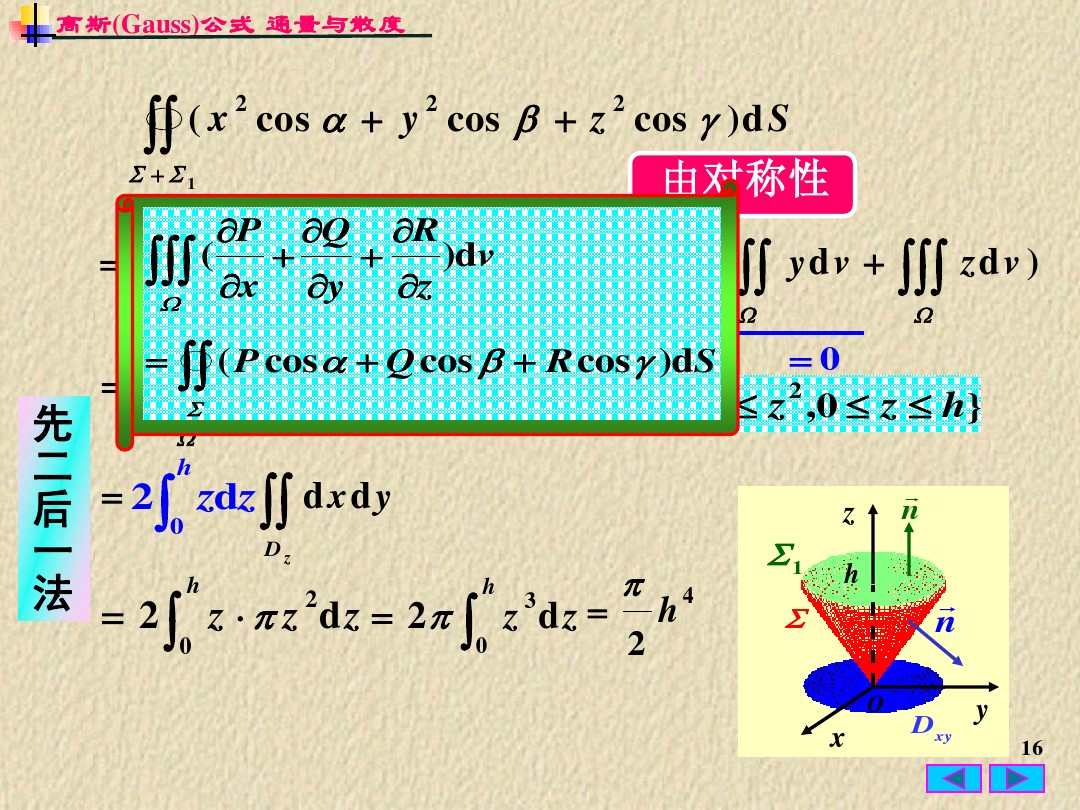 高斯(Gauss)公式 通量与散度
∯_{Σ+Σ₁} (x² cos α + y² cos β + z² cos γ)dS
由对称性
∭_Ω (∂P/∂x + ∂Q/∂y + ∂R/∂z)dv
= ∯_Σ (P cos α + Q cos β + R cos γ)dS
=
∬_Ω y dv + ∭_Ω z dv)
= 0
=
Ω
≤ z², 0 ≤ z ≤ h}
先二后一法
= 2∫₀^h z dz ∬_{D_z} dxdy
= 2∫₀^h z · πz² dz = 2π∫₀^h z³ dz = π/2 h⁴
z
n⃗
Σ₁
h
Σ
n⃗
O
y
D_{xy}
x
16